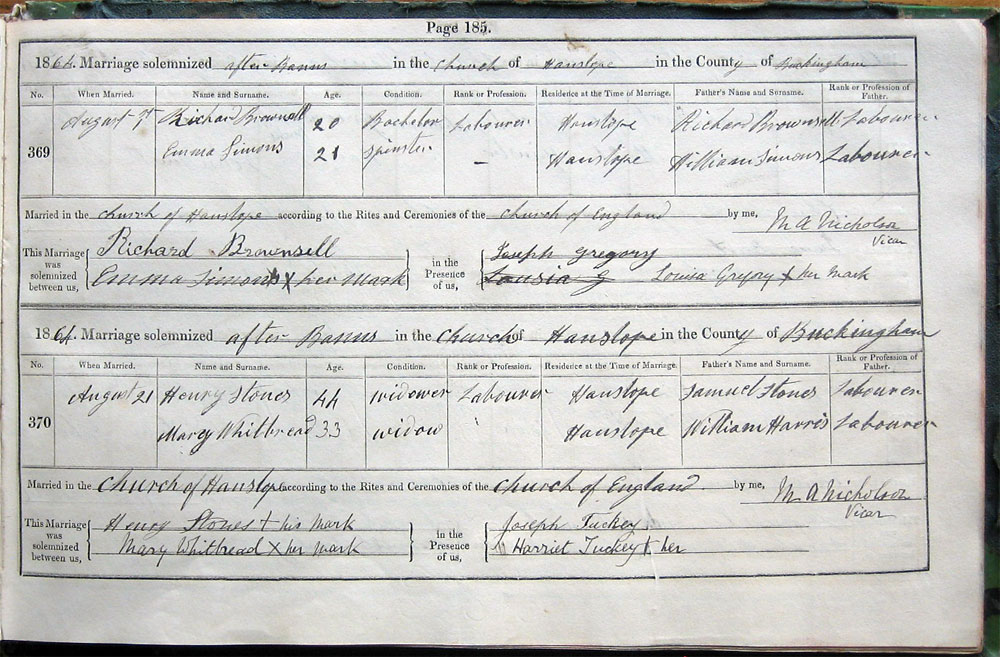 Page 185.
1864. Marriage solemnized after Banns in the Church of Hanslope in the County of Buckingham
No. When Married. Name and Surname. Age. Condition. Rank or Profession. Residence at the Time of Marriage. Father's Name and Surname. Rank or Profession of Father.
369 August Richard Brownsell 20 Bachelor Labourer Hanslope Richard Brownsell Labourer
Emma Simons 21 Spinster - Hanslope William Simons Labourer
Married in the church of Hanslope according to the Rites and Ceremonies of the church of England by me, M A Nicholson Vicar
This Marriage was solemnized between us, Richard Brownsell in the Presence of us, Joseph Gregory
Emma Simons X her mark Lousia G Louisa Gregory X her mark
1864. Marriage solemnized after Banns in the Church of Hanslope in the County of Buckingham
No. When Married. Name and Surname. Age. Condition. Rank or Profession. Residence at the Time of Marriage. Father's Name and Surname. Rank or Profession of Father.
370 August 21 Henry Stones 44 widower Labourer Hanslope Samuel Stones Labourer
Mary Whitbread 33 widow Hanslope William Harris Labourer
Married in the Church of Hanslope according to the Rites and Ceremonies of the Church of England by me, M A Nicholson Vicar
This Marriage was solemnized between us, Henry Stones + his mark in the Presence of us, Joseph Tuckey
Mary Whitbread X her mark Harriet Tuckey + her